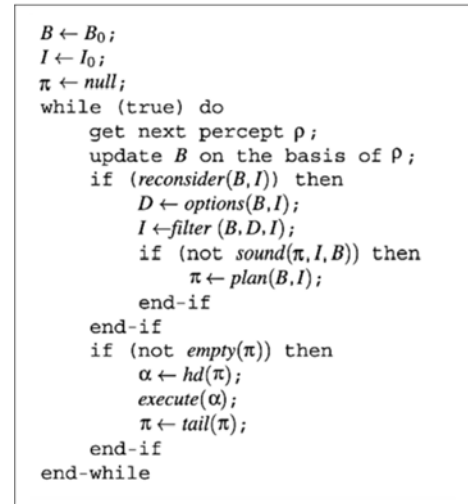 B ← B₀;
I ← I₀;
π ← null;
while (true) do
get next percept ρ;
update B on the basis of ρ;
if (reconsider(B,I)) then
D ← options(B,I);
I ←filter (B,D,I);
if (not sound(π,I,B)) then
π ← plan(B,I);
end-if
end-if
if (not empty(π)) then
α ← hd(π);
execute(α);
π ← tail(π);
end-if
end-while